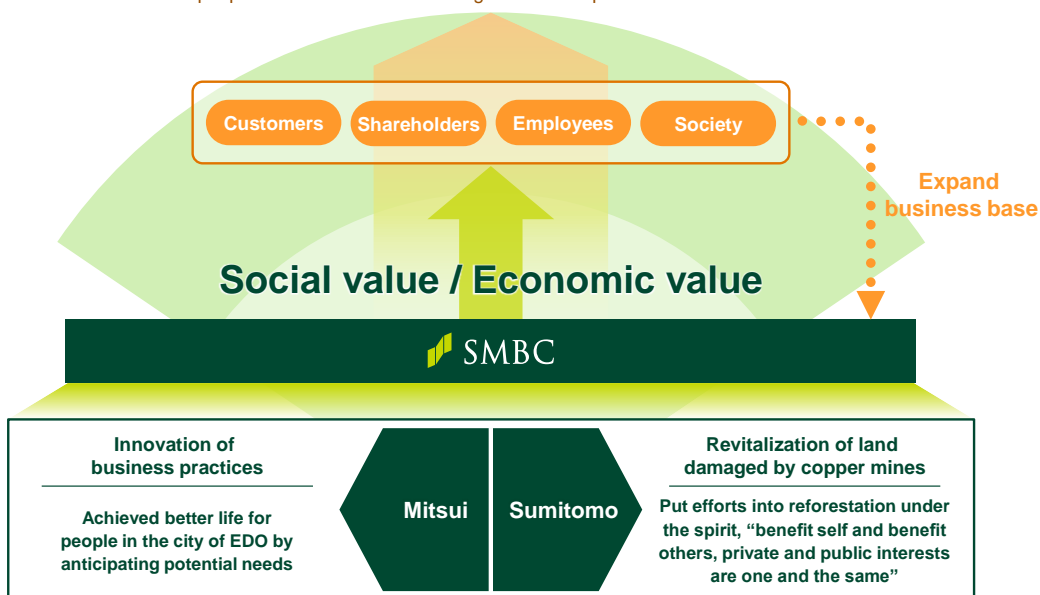 Customers
Shareholders
Employees
Society
Expand
business base
Social value / Economic value
SMBC
Innovation of
business practices
Achieved better life for
people in the city of EDO by
anticipating potential needs
Mitsui
Sumitomo
Revitalization of land
damaged by copper mines
Put efforts into reforestation under
the spirit, “benefit self and benefit
others, private and public interests
are one and the same”